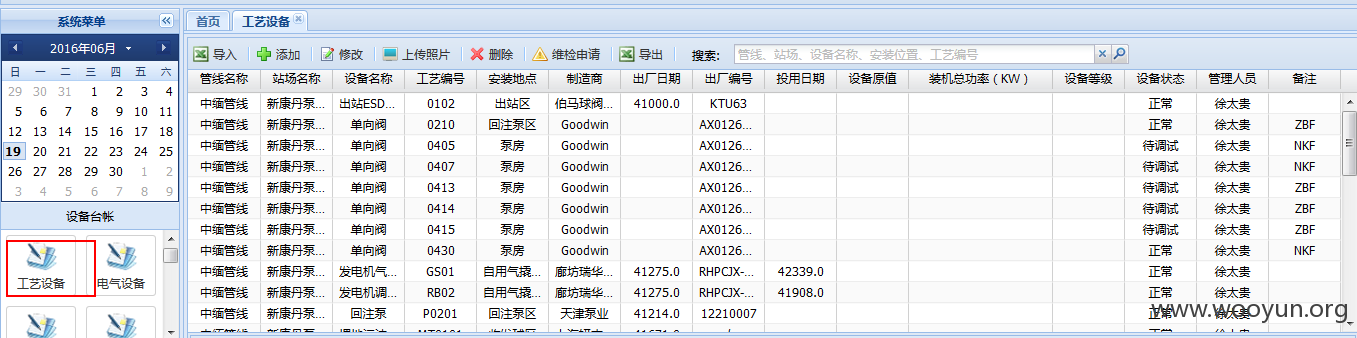 系统菜单
首页 工艺设备
2016年06月
日 一 二 三 四 五 六
29 30 31 1 2 3 4
5 6 7 8 9 10 11
12 13 14 15 16 17 18
19 20 21 22 23 24 25
26 27 28 29 30 1 2
3 4 5 6 7 8 9
设备台帐
工艺设备 电气设备
导入 添加 修改 上传照片 删除 维检申请 导出 搜索: 管线、站场、设备名称、安装位置、工艺编号
管线名称 站场名称 设备名称 工艺编号 安装地点 制造商 出厂日期 出厂编号 投用日期 设备原值 装机总功率（KW） 设备等级 设备状态 管理人员 备注
中缅管线 新康丹泵... 出站ESD... 0102 出站区 伯马球阀... 41000.0 KTU63 正常 徐太贵
中缅管线 新康丹泵... 单向阀 0210 回注泵区 Goodwin AX0126... 正常 徐太贵 ZBF
中缅管线 新康丹泵... 单向阀 0405 泵房 Goodwin AX0126... 待调试 徐太贵 NKF
中缅管线 新康丹泵... 单向阀 0407 泵房 Goodwin AX0126... 待调试 徐太贵 NKF
中缅管线 新康丹泵... 单向阀 0413 泵房 Goodwin AX0126... 待调试 徐太贵 ZBF
中缅管线 新康丹泵... 单向阀 0414 泵房 Goodwin AX0126... 待调试 徐太贵 ZBF
中缅管线 新康丹泵... 单向阀 0415 泵房 Goodwin AX0126... 待调试 徐太贵 ZBF
中缅管线 新康丹泵... 单向阀 0430 泵房 Goodwin AX0126... 正常 徐太贵 NKF
中缅管线 新康丹泵... 发电机气... GS01 自用气撬... 廊坊瑞华... 41275.0 RHPCJX-... 42339.0 正常 徐太贵
中缅管线 新康丹泵... 发电机调... RB02 自用气撬... 廊坊瑞华... 41275.0 RHPCJX-... 41908.0 正常 徐太贵
中缅管线 新康丹泵... 回注泵 P0201 回注泵区 天津泵业 41214.0 12210007 正常 徐太贵
www.wooyun.org